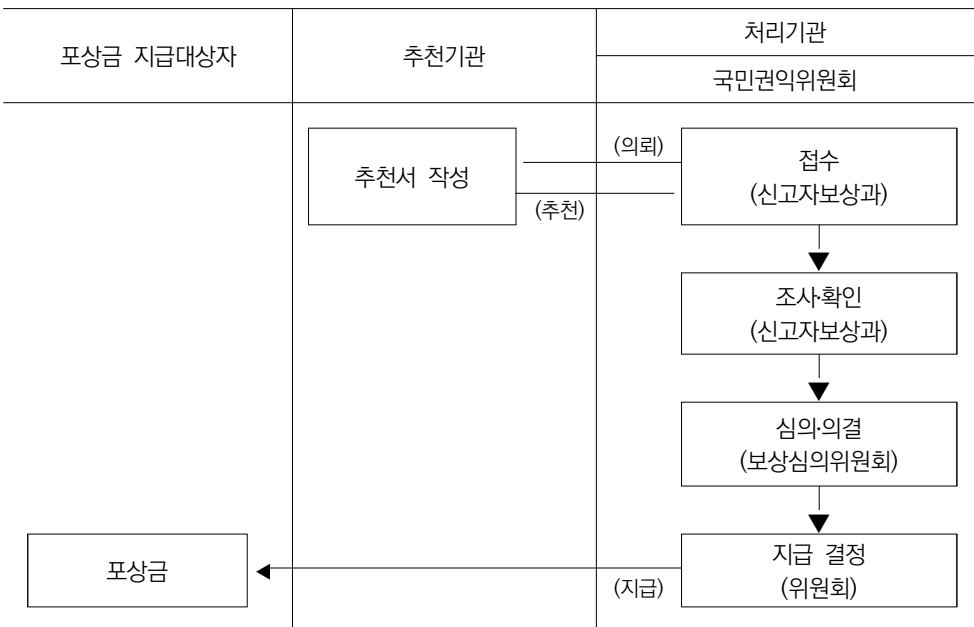 포상금 지급대상자
추천기관
처리기관
국민권익위원회
추천서 작성
(의뢰)
(추천)
접수
(신고자보상과)
조사·확인
(신고자보상과)
심의·의결
(보상심의위원회)
포상금
(지급)
지급 결정
(위원회)